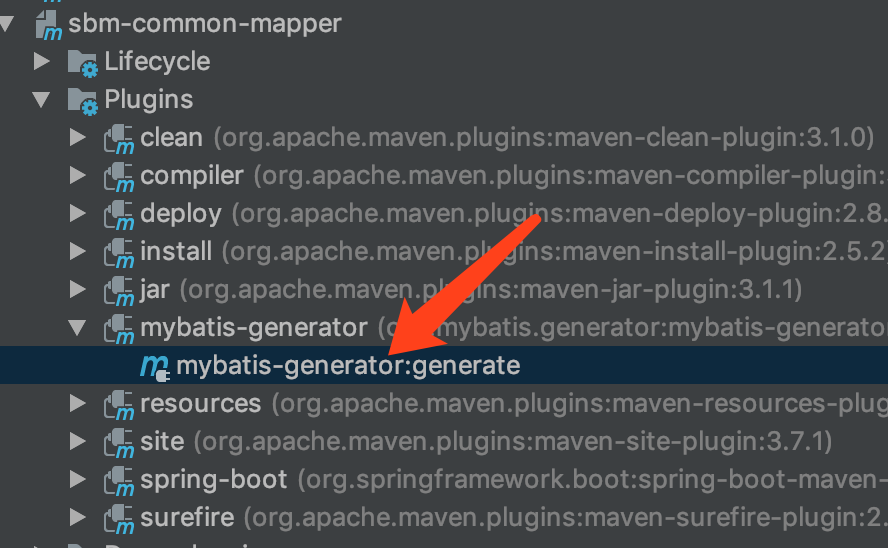 sbm-common-mapper
Lifecycle
Plugins
clean (org.apache.maven.plugins:maven-clean-plugin:3.1.0)
compiler (org.apache.maven.plugins:maven-compiler-plugin:
deploy (org.apache.maven.plugins:maven-deploy-plugin:2.8.
install (org.apache.maven.plugins:maven-install-plugin:2.5.2
jar (org.apache.maven.plugins:maven-jar-plugin:3.1.1)
mybatis-generator mybatis.generator:mybatis-generato
mybatis-generator:generate
resources (org.apache.maven.plugins:maven-resources-plug
site (org.apache.maven.plugins:maven-site-plugin:3.7.1)
spring-boot (org.springframework.boot:spring-boot-maven-
surefire (org.apache.maven.plugins:maven-surefire-plugin:2.